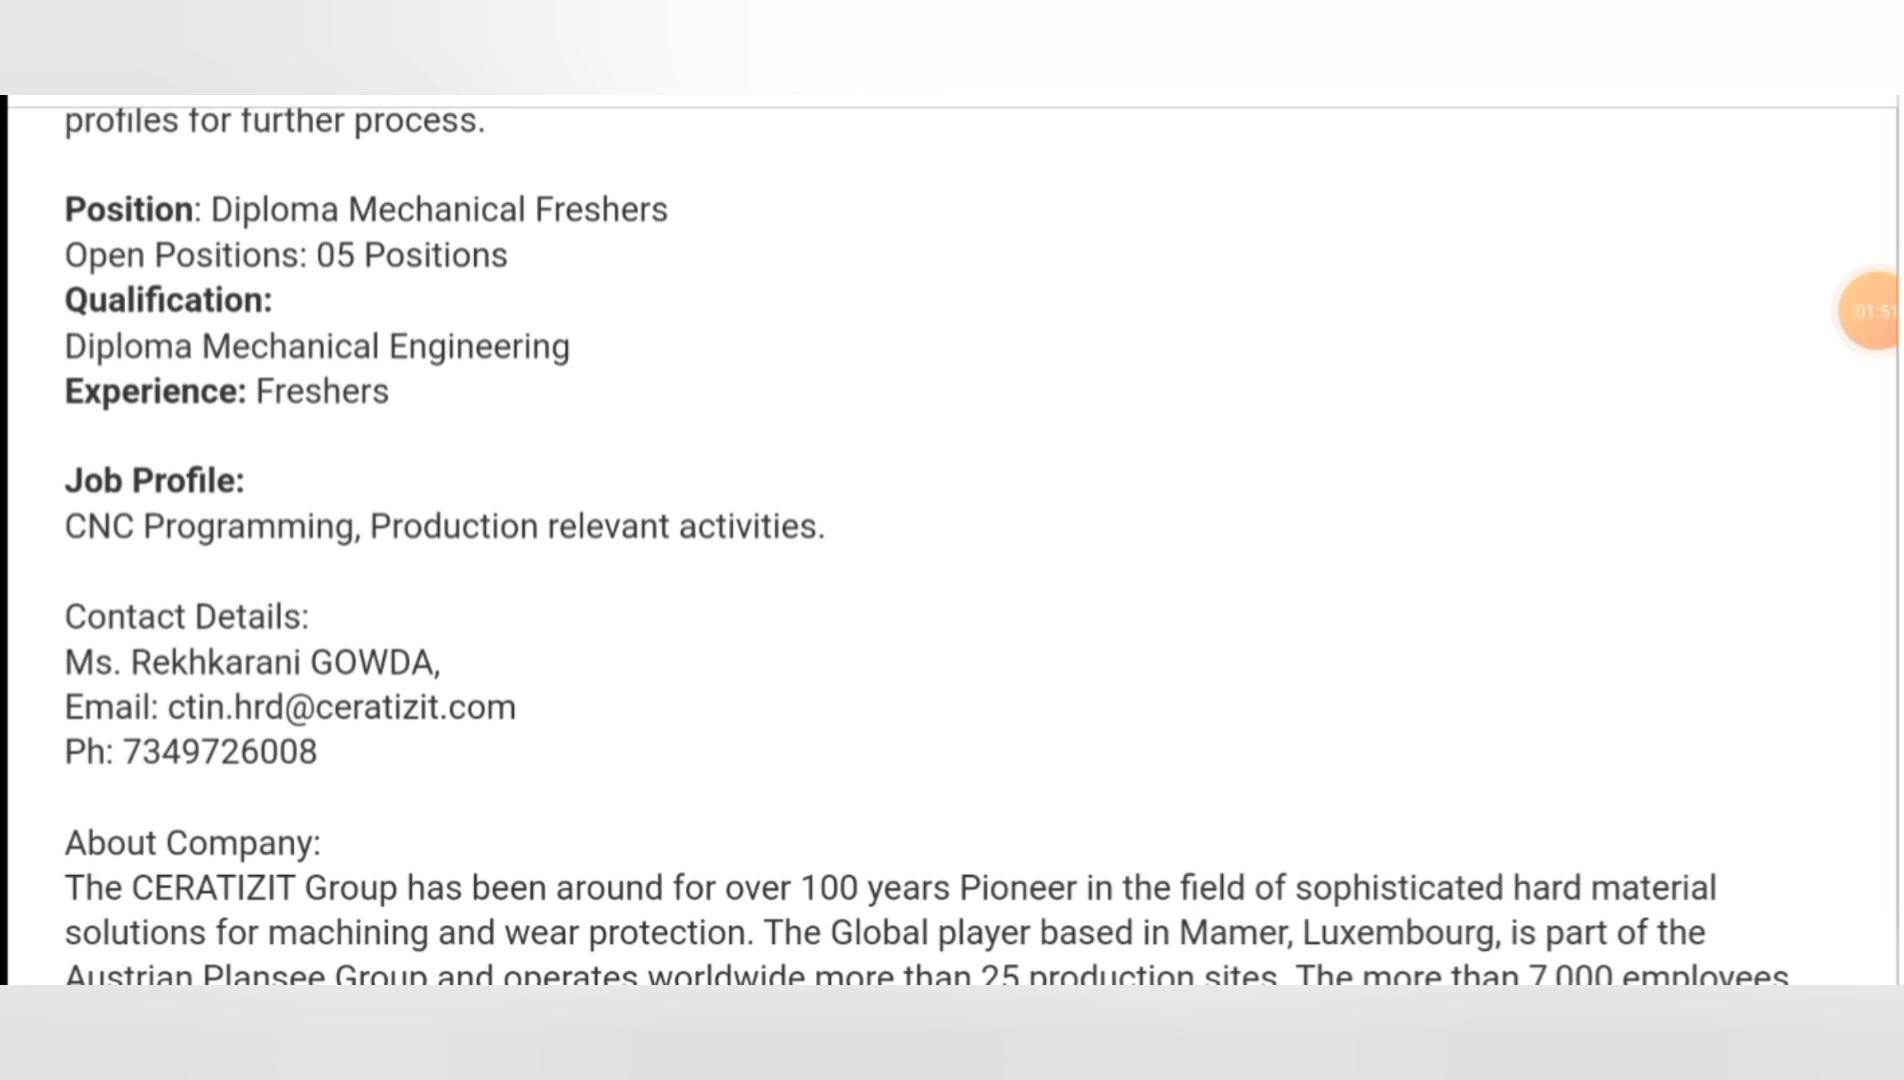 profiles for further process.
Position: Diploma Mechanical Freshers
Open Positions: 05 Positions
Qualification:
Diploma Mechanical Engineering
Experience: Freshers
Job Profile:
CNC Programming, Production relevant activities.
Contact Details:
Ms. Rekhkarani GOWDA,
Email: ctin.hrd@ceratizit.com
Ph: 7349726008
About Company:
The CERATIZIT Group has been around for over 100 years Pioneer in the field of sophisticated hard material
solutions for machining and wear protection. The Global player based in Mamer, Luxembourg, is part of the
Austrian Plansee Group and operates worldwide more than 25 production sites. The more than 7,000 employees
01:51